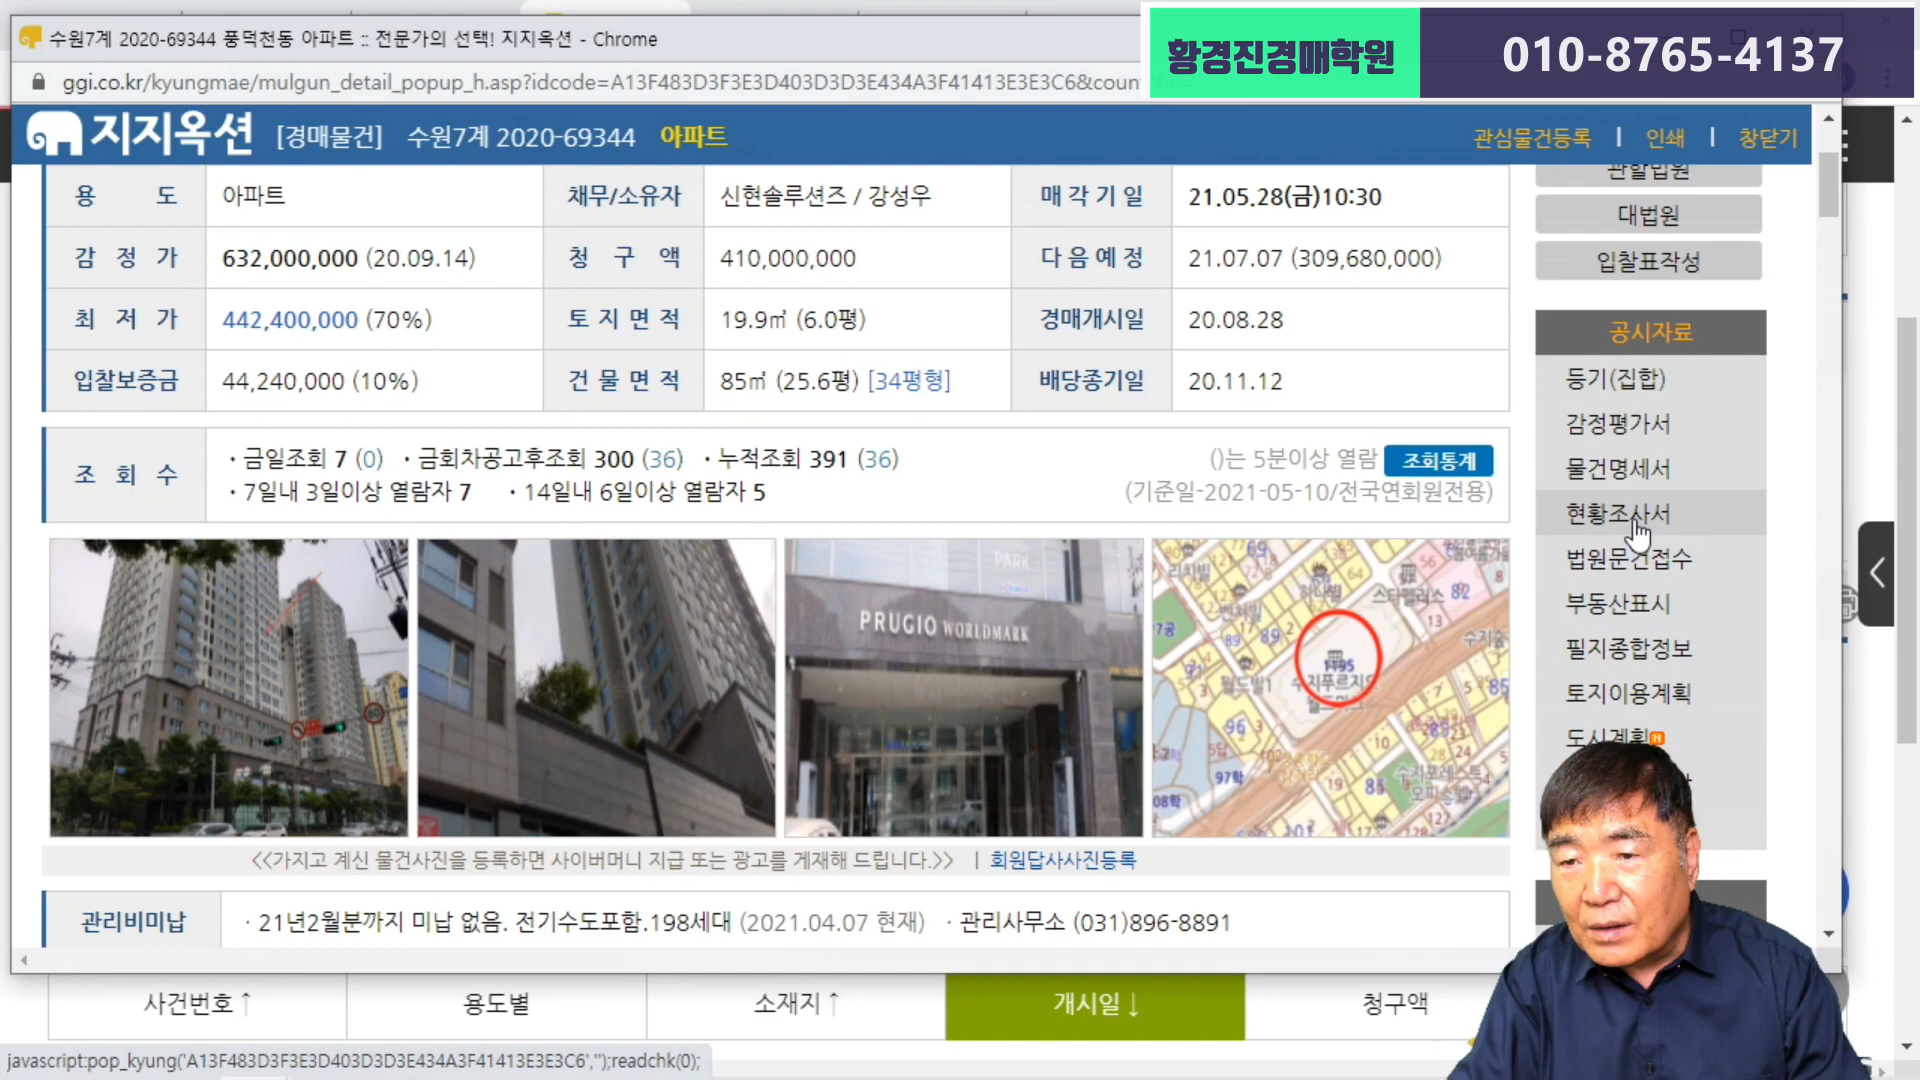 수원7계 2020-69344 풍덕천동 아파트 :: 전문가의 선택! 지지옥션 - Chrome
황경진경매학원
010-8765-4137
ggi.co.kr/kyungmae/mulgun_detail_popup_h.asp?idcode=A13F483D3F3E3D403D3D3E434A3F41413E3E3C6&coun
지지옥션 [경매물건] 수원7계 2020-69344 아파트
관심물건등록 | 인쇄 | 창닫기
용 도 아파트 채무/소유자 신현솔루션즈 / 강성우 매 각 기 일 21.05.28(금)10:30
감 정 가 632,000,000 (20.09.14) 청 구 액 410,000,000 다 음 예 정 21.07.07 (309,680,000)
최 저 가 442,400,000 (70%) 토 지 면 적 19.9㎡ (6.0평) 경매개시일 20.08.28
입찰보증금 44,240,000 (10%) 건 물 면 적 85㎡ (25.6평) [34평형] 배당종기일 20.11.12
관할법원
대법원
입찰표작성
공시자료
등기(집합)
감정평가서
물건명세서
현황조사서
법원문건접수
부동산표시
필지종합정보
토지이용계획
도시계획 N
조 회 수
· 금일조회 7 (0) · 금회차공고후조회 300 (36) · 누적조회 391 (36)
· 7일내 3일이상 열람자 7 · 14일내 6일이상 열람자 5
()는 5분이상 열람 조회통계
(기준일-2021-05-10/전국연회원전용)
PARK
PRUGIO WORLDMARK
1195
수지푸르지오
<<가지고 계신 물건사진을 등록하면 사이버머니 지급 또는 광고를 게재해 드립니다.>> | 회원답사사진등록
관리비미납 · 21년2월분까지 미납 없음. 전기수도포함.198세대 (2021.04.07 현재) · 관리사무소 (031)896-8891
사건번호↑ 용도별 소재지↑ 개시일↓ 청구액
javascript:pop_kyung('A13F483D3F3E3D403D3D3E434A3F41413E3E3C6','');readchk(0);